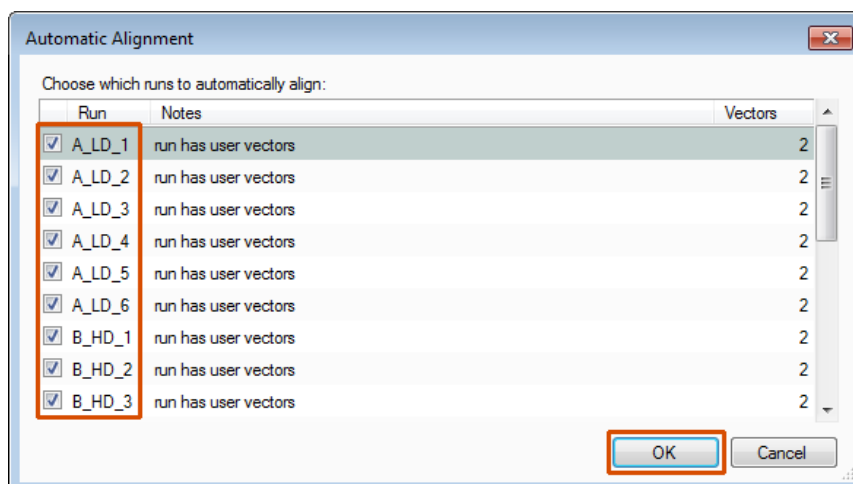 Automatic Alignment
Choose which runs to automatically align:
Run Notes Vectors
A_LD_1 run has user vectors 2
A_LD_2 run has user vectors 2
A_LD_3 run has user vectors 2
A_LD_4 run has user vectors 2
A_LD_5 run has user vectors 2
A_LD_6 run has user vectors 2
B_HD_1 run has user vectors 2
B_HD_2 run has user vectors 2
B_HD_3 run has user vectors 2
OK Cancel